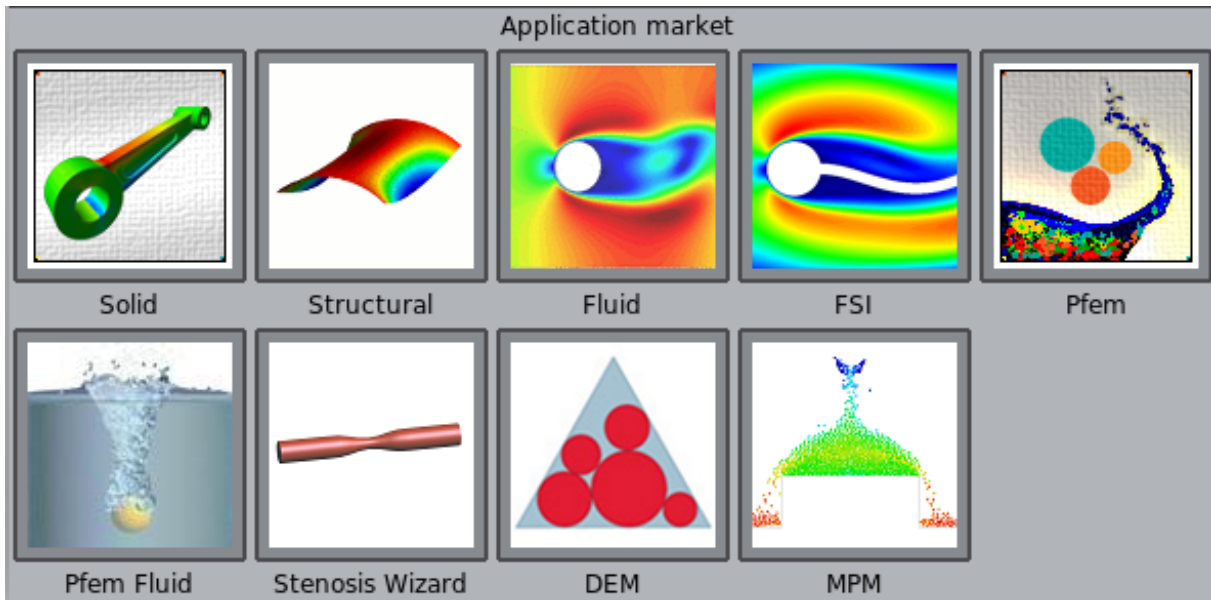 Application market
Solid Structural Fluid FSI Pfem
Pfem Fluid Stenosis Wizard DEM MPM